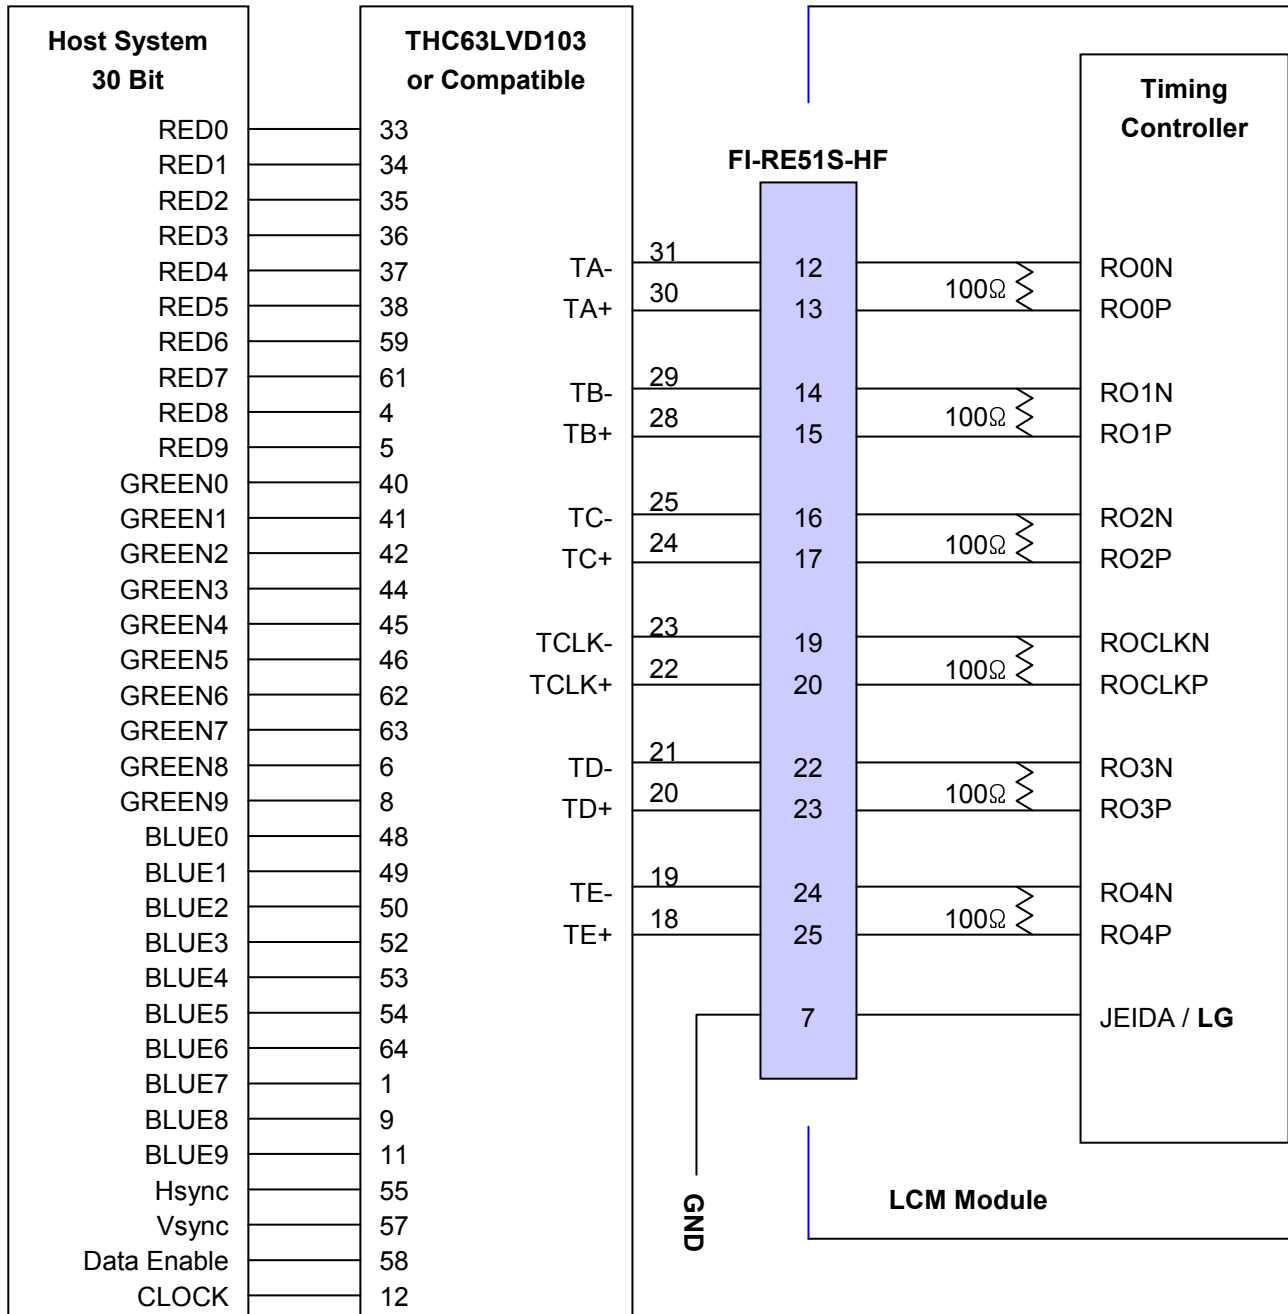 Host System
30 Bit
RED0 33
RED1 34
RED2 35
RED3 36
RED4 37
RED5 38
RED6 59
RED7 61
RED8 4
RED9 5
GREEN0 40
GREEN1 41
GREEN2 42
GREEN3 44
GREEN4 45
GREEN5 46
GREEN6 62
GREEN7 63
GREEN8 6
GREEN9 8
BLUE0 48
BLUE1 49
BLUE2 50
BLUE3 52
BLUE4 53
BLUE5 54
BLUE6 64
BLUE7 1
BLUE8 9
BLUE9 11
Hsync 55
Vsync 57
Data Enable 58
CLOCK 12
THC63LVD103
or Compatible
TA- 31
TA+ 30
TB- 29
TB+ 28
TC- 25
TC+ 24
TCLK- 23
TCLK+ 22
TD- 21
TD+ 20
TE- 19
TE+ 18
GND
FI-RE51S-HF
12
13
14
15
16
17
19
20
22
23
24
25
7
100Ω
100Ω
100Ω
100Ω
100Ω
100Ω
Timing
Controller
RO0N
RO0P
RO1N
RO1P
RO2N
RO2P
ROCLKN
ROCLKP
RO3N
RO3P
RO4N
RO4P
JEIDA / LG
LCM Module